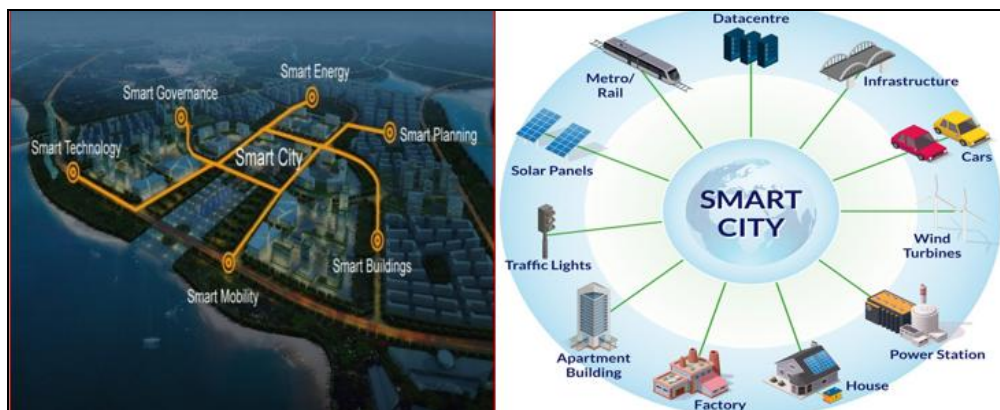 Smart Energy
Smart Governance
Smart Planning
Smart Technology
Smart City
Smart Buildings
Smart Mobility
Datacentre
Metro/
Rail
Infrastructure
Cars
Solar Panels
SMART
CITY
Wind
Turbines
Traffic Lights
Power Station
Apartment
Building
House
Factory